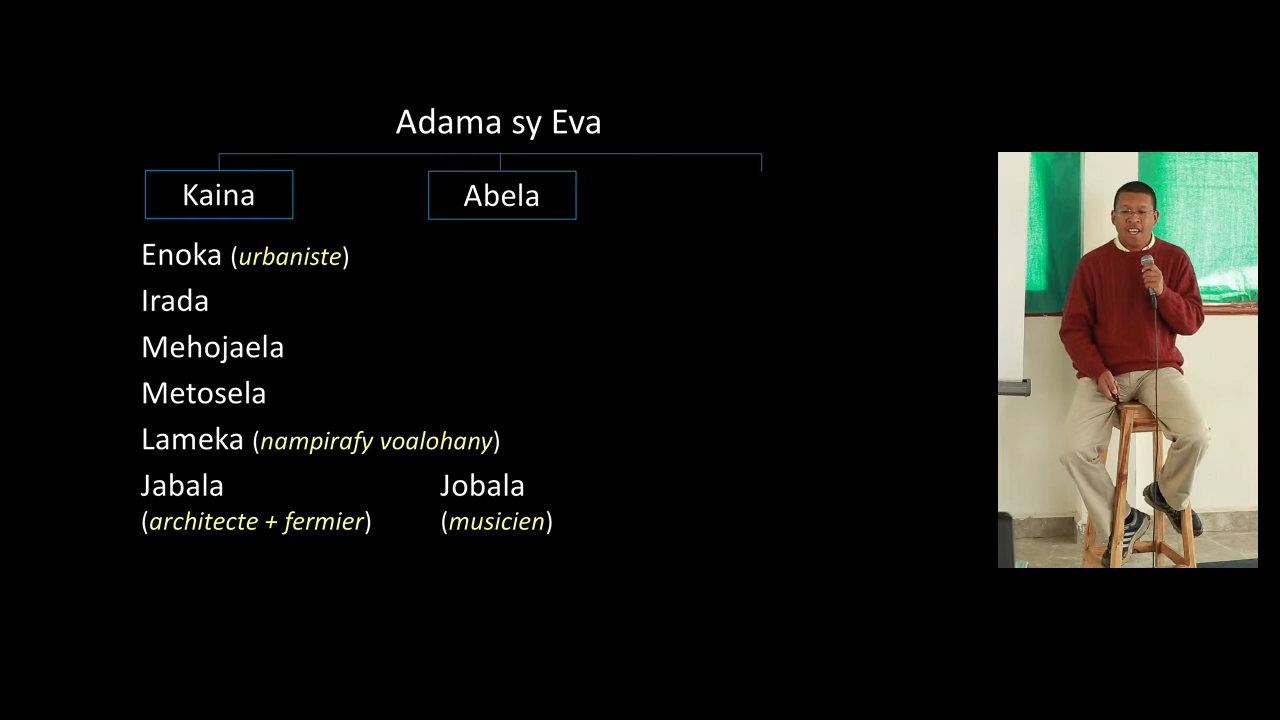 Adama sy Eva
Kaina
Abela
Enoka (urbaniste)
Irada
Mehojaela
Metosela
Lameka (nampirafy voalohany)
Jabala
Jobala
(architecte + fermier)
(musicien)